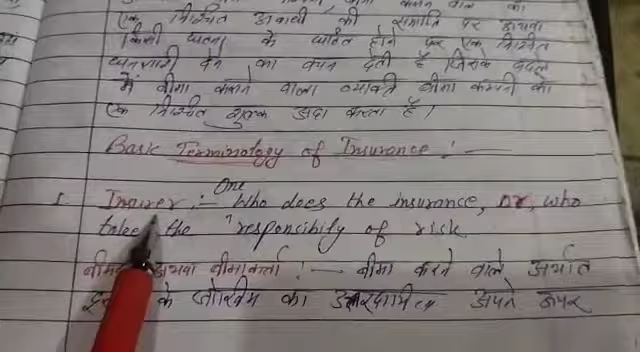 एक निश्चित अवधि की समाप्ति पर अथवा
किसी घटना के घटित होने पर एक निश्चित
धनराशि देने का वचन देती है जिसके बदले
में बीमा कराने वाला व्यक्ति बीमा कम्पनी को
एक निश्चित शुल्क अदा करता है।
Basic Terminology of Insurance :—
One
1. Insurer :— Who does the insurance, Or, who
takes the responsibility of risk
अथवा बीमाकर्ता :— बीमा करने वाले अर्थात
के जोखिम का उत्तरदायित्व अपने ऊपर